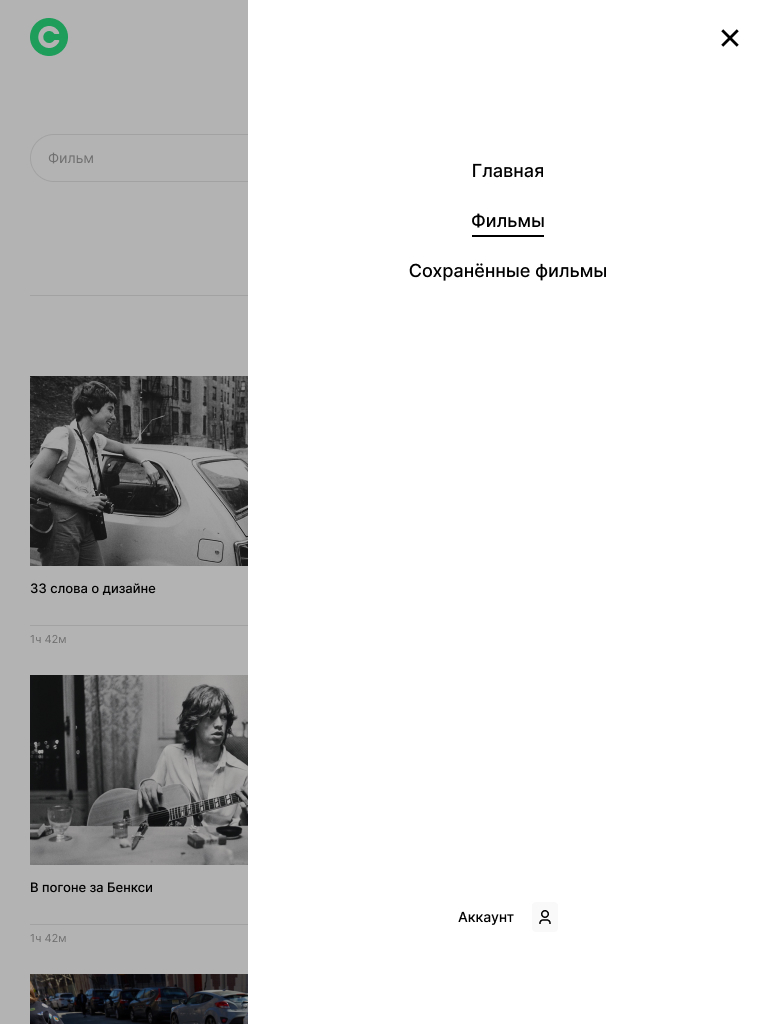 Фильм
Главная
Фильмы
Сохранённые фильмы
33 слова о дизайне
1ч 42м
В погоне за Бенкси
1ч 42м
Аккаунт